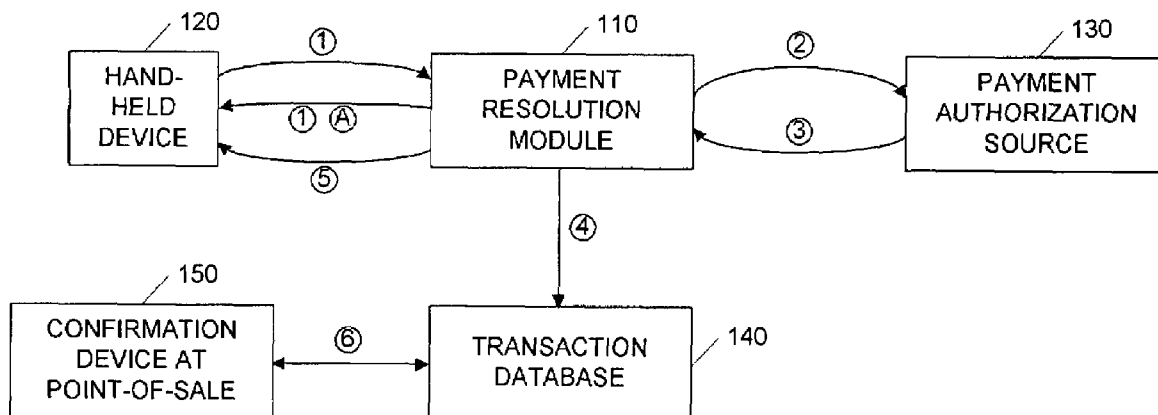 120
110
130
①
②
HAND-
HELD
DEVICE
PAYMENT
RESOLUTION
MODULE
PAYMENT
AUTHORIZATION
SOURCE
① Ⓐ
③
⑤
④
150
140
CONFIRMATION
DEVICE AT
POINT-OF-SALE
⑥
TRANSACTION
DATABASE